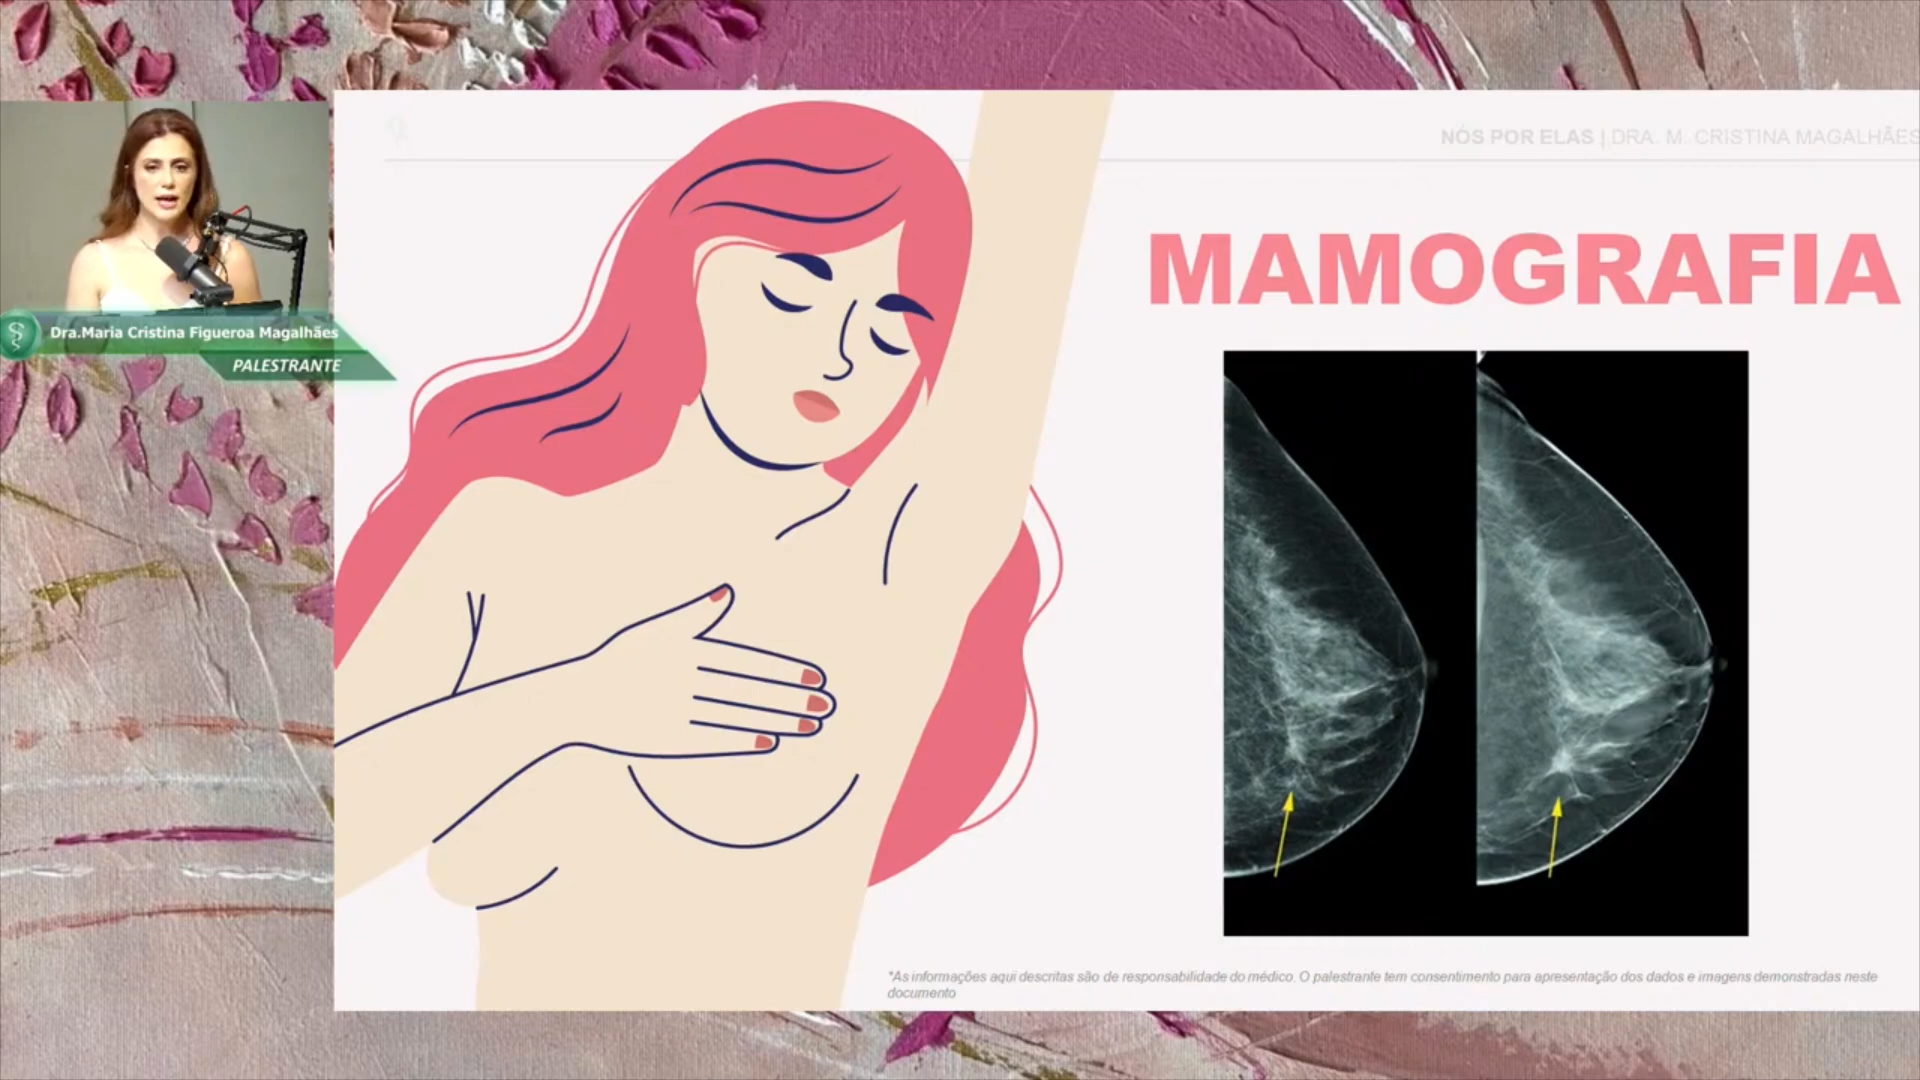 NÓS POR ELAS | DRA. M. CRISTINA MAGALHÃES
MAMOGRAFIA
Dra.Maria Cristina Figueroa Magalhães
PALESTRANTE
*As informações aqui descritas são de responsabilidade do médico. O palestrante tem consentimento para apresentação dos dados e imagens demonstradas neste
documento